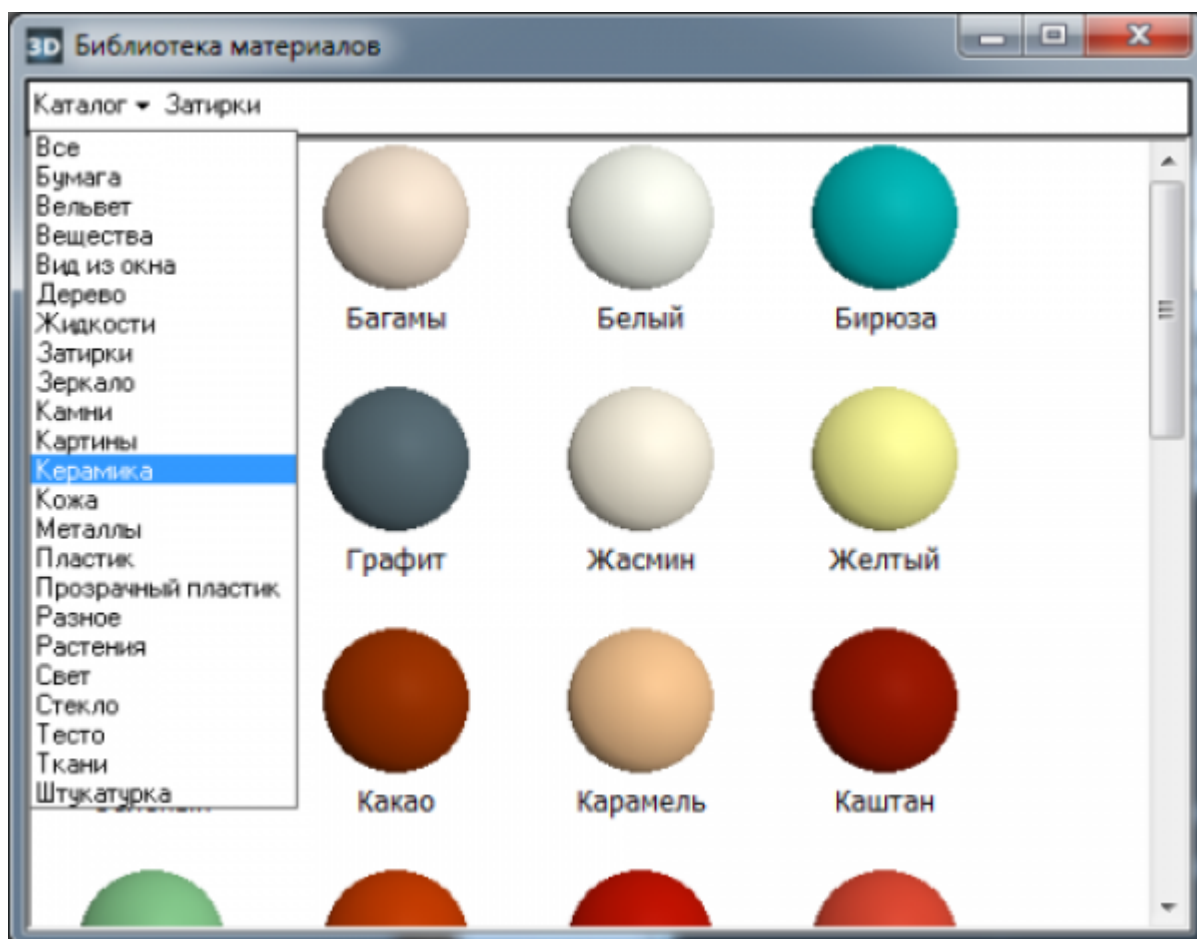 3D Библиотека материалов
Каталог Затирки
Все
Бумага
Вельвет
Вещества
Вид из окна
Дерево
Жидкости
Затирки
Зеркало
Камни
Картины
Керамика
Кожа
Металлы
Пластик
Прозрачный пластик
Разное
Растения
Свет
Стекло
Тесто
Ткани
Штукатурка
Багамы Белый Бирюза
Графит Жасмин Желтый
Какао Карамель Каштан